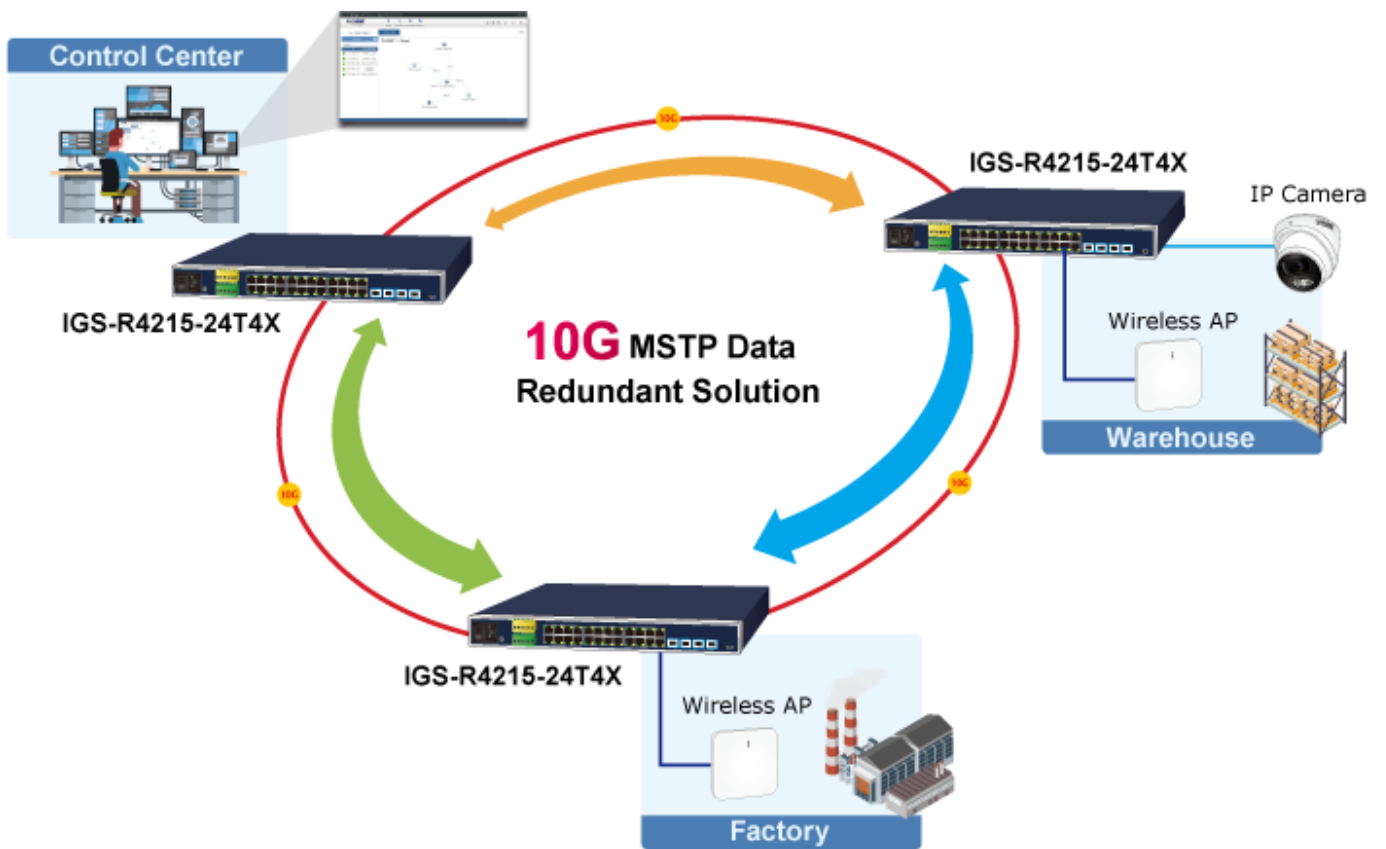 Control Center
10G
IGS-R4215-24T4X
IP Camera
IGS-R4215-24T4X
Wireless AP
10G MSTP Data
Redundant Solution
Warehouse
10G
10G
IGS-R4215-24T4X
Wireless AP
Factory